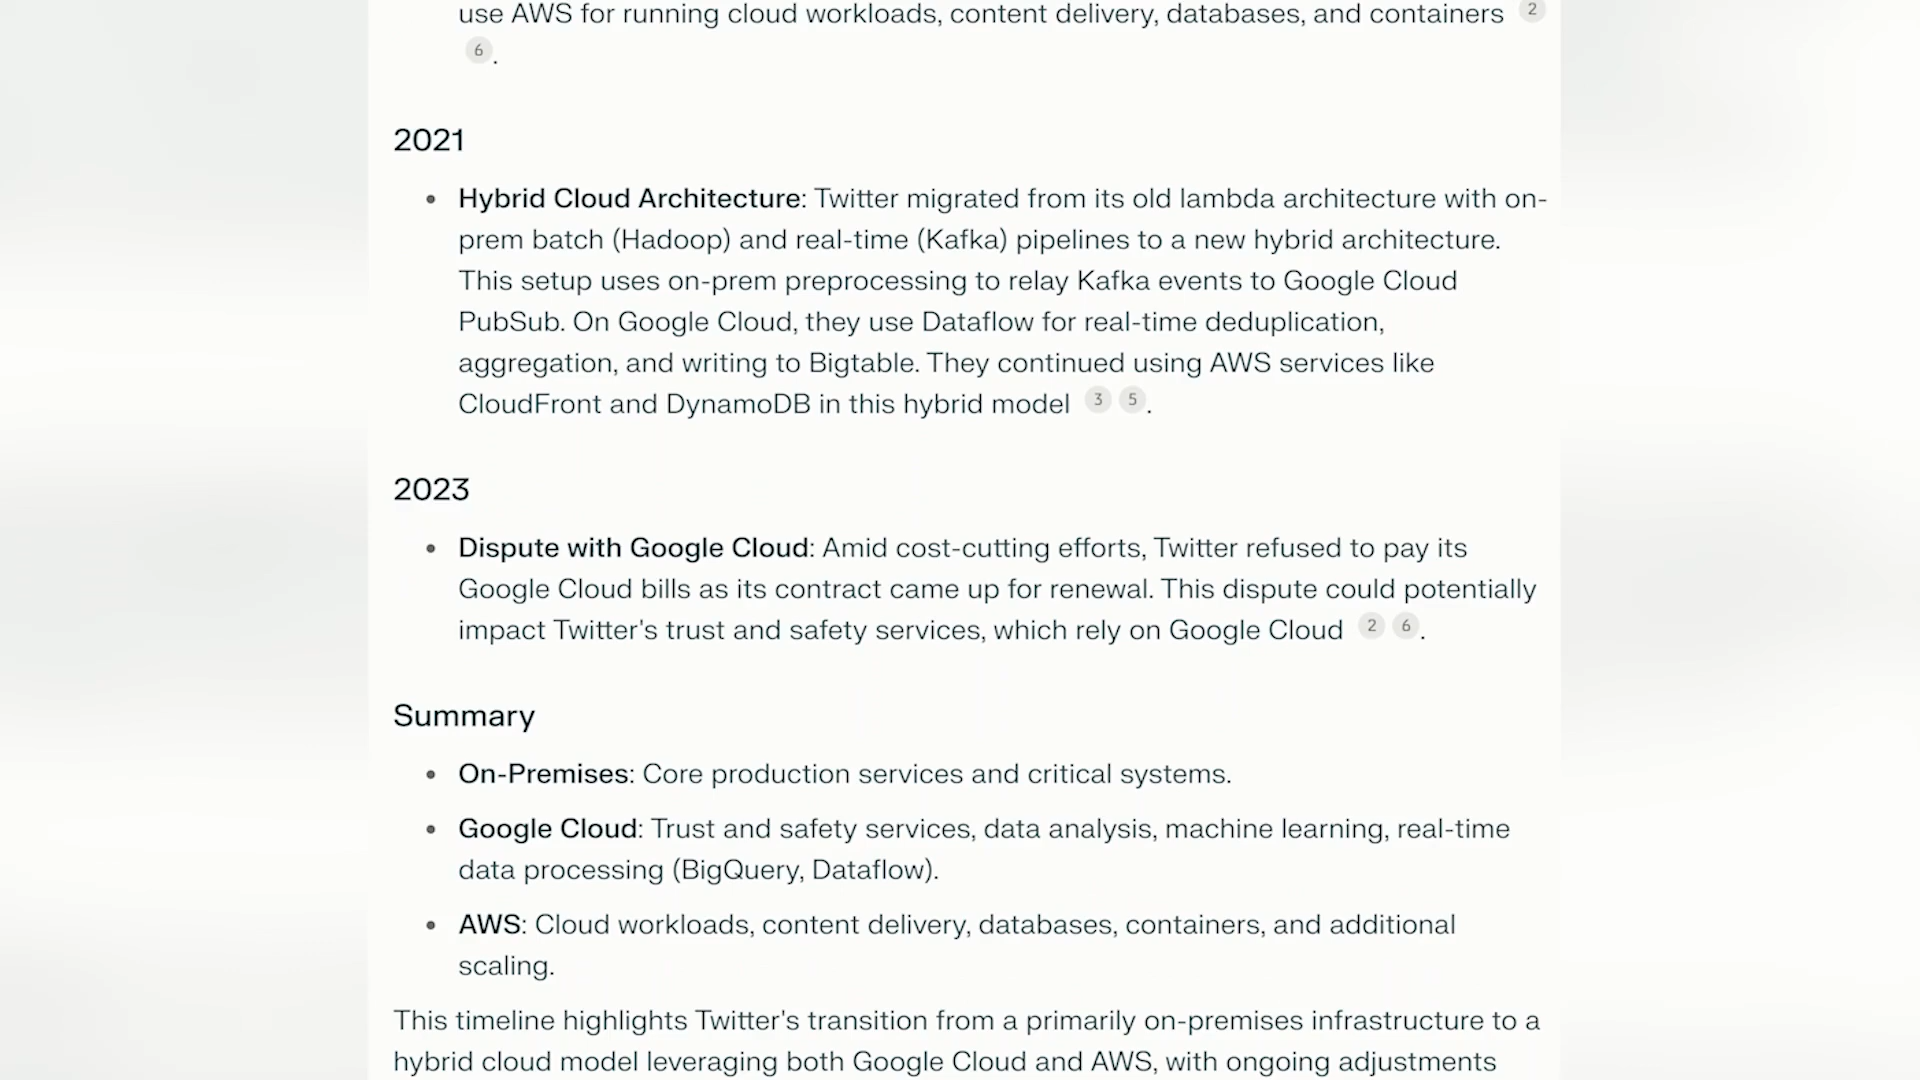 use AWS for running cloud workloads, content delivery, databases, and containers 2
6.
2021
• Hybrid Cloud Architecture: Twitter migrated from its old lambda architecture with on-
prem batch (Hadoop) and real-time (Kafka) pipelines to a new hybrid architecture.
This setup uses on-prem preprocessing to relay Kafka events to Google Cloud
PubSub. On Google Cloud, they use Dataflow for real-time deduplication,
aggregation, and writing to Bigtable. They continued using AWS services like
CloudFront and DynamoDB in this hybrid model 3 5.
2023
• Dispute with Google Cloud: Amid cost-cutting efforts, Twitter refused to pay its
Google Cloud bills as its contract came up for renewal. This dispute could potentially
impact Twitter's trust and safety services, which rely on Google Cloud 2 6.
Summary
• On-Premises: Core production services and critical systems.
• Google Cloud: Trust and safety services, data analysis, machine learning, real-time
data processing (BigQuery, Dataflow).
• AWS: Cloud workloads, content delivery, databases, containers, and additional
scaling.
This timeline highlights Twitter's transition from a primarily on-premises infrastructure to a
hybrid cloud model leveraging both Google Cloud and AWS, with ongoing adjustments